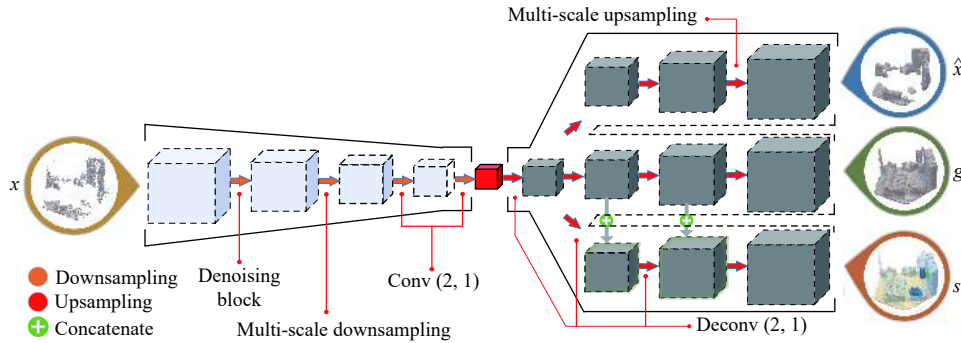 Multi-scale upsampling
x̂
x
g
s
Downsampling
Upsampling
Concatenate
Denoising
block
Multi-scale downsampling
Conv (2, 1)
Deconv (2, 1)